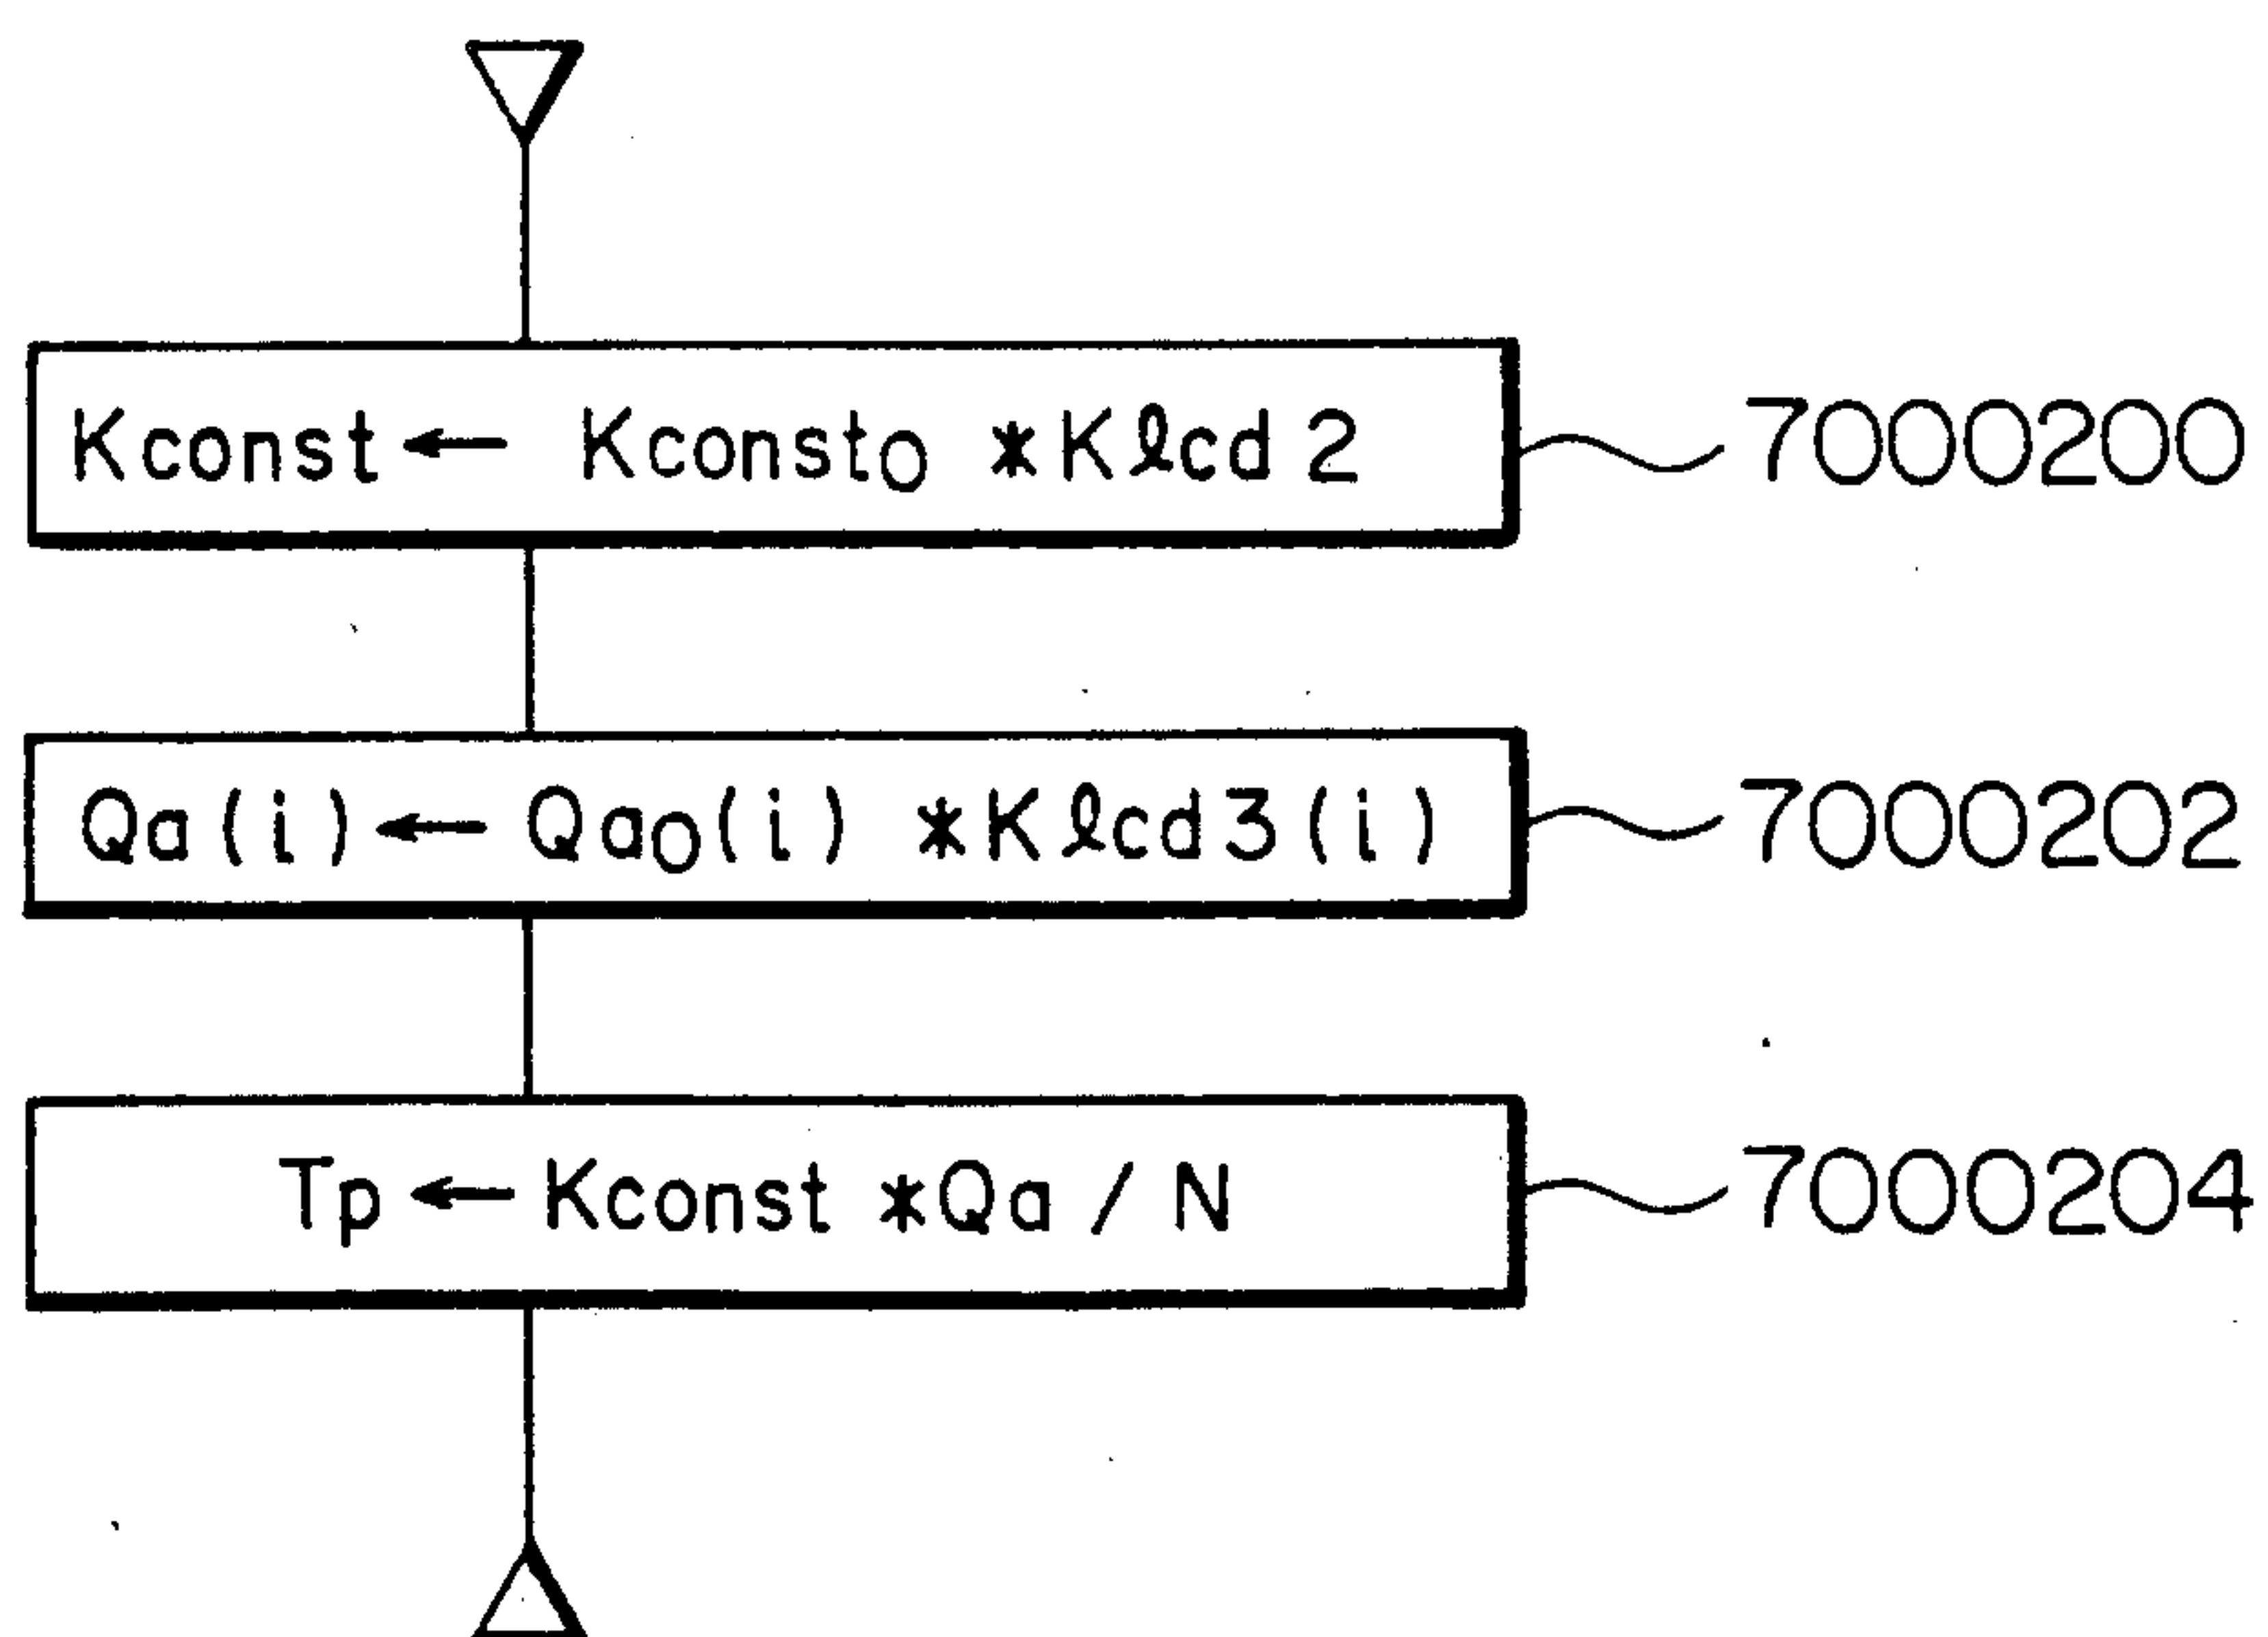 Kconst ← Kconst₀ *Kℓcd 2 7000200
Qa(i) ← Qa₀(i) *Kℓcd3(i) 7000202
Tp ← Kconst *Qa / N 7000204